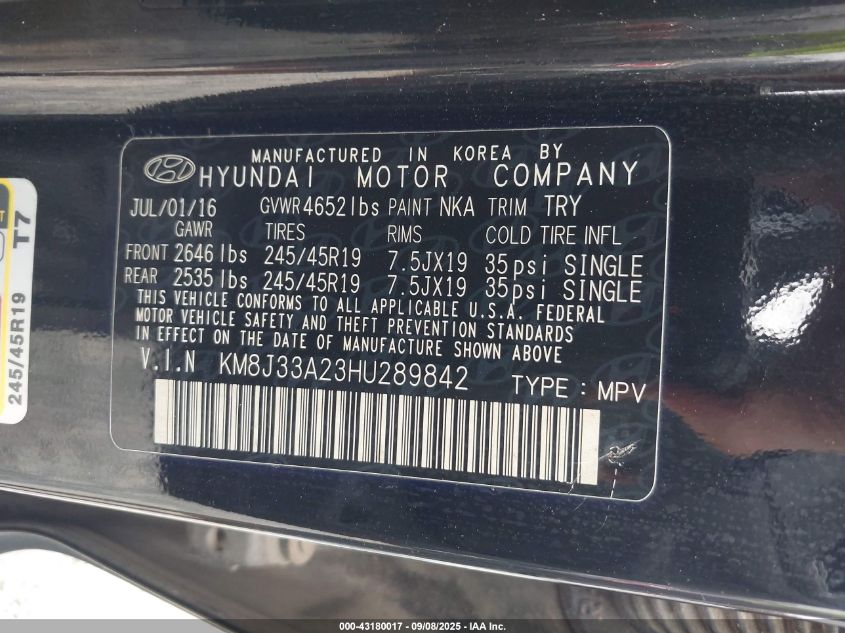 MANUFACTURED IN KOREA BY
HYUNDAI MOTOR COMPANY
JUL/01/16 GVWR 4652 lbs PAINT NKA TRIM TRY
GAWR TIRES RIMS COLD TIRE INFL
FRONT 2646 lbs 245/45R19 7.5JX19 35psi SINGLE
REAR 2535 lbs 245/45R19 7.5JX19 35psi SINGLE
THIS VEHICLE CONFORMS TO ALL APPLICABLE U.S.A. FEDERAL
MOTOR VEHICLE SAFETY AND THEFT PREVENTION STANDARDS
IN EFFECT ON THE DATE OF MANUFACTURE SHOWN ABOVE
V.I.N KM8J33A23HU289842 TYPE : MPV
245/45R19 T7
000-43180017 - 09/08/2025 - IAA Inc.